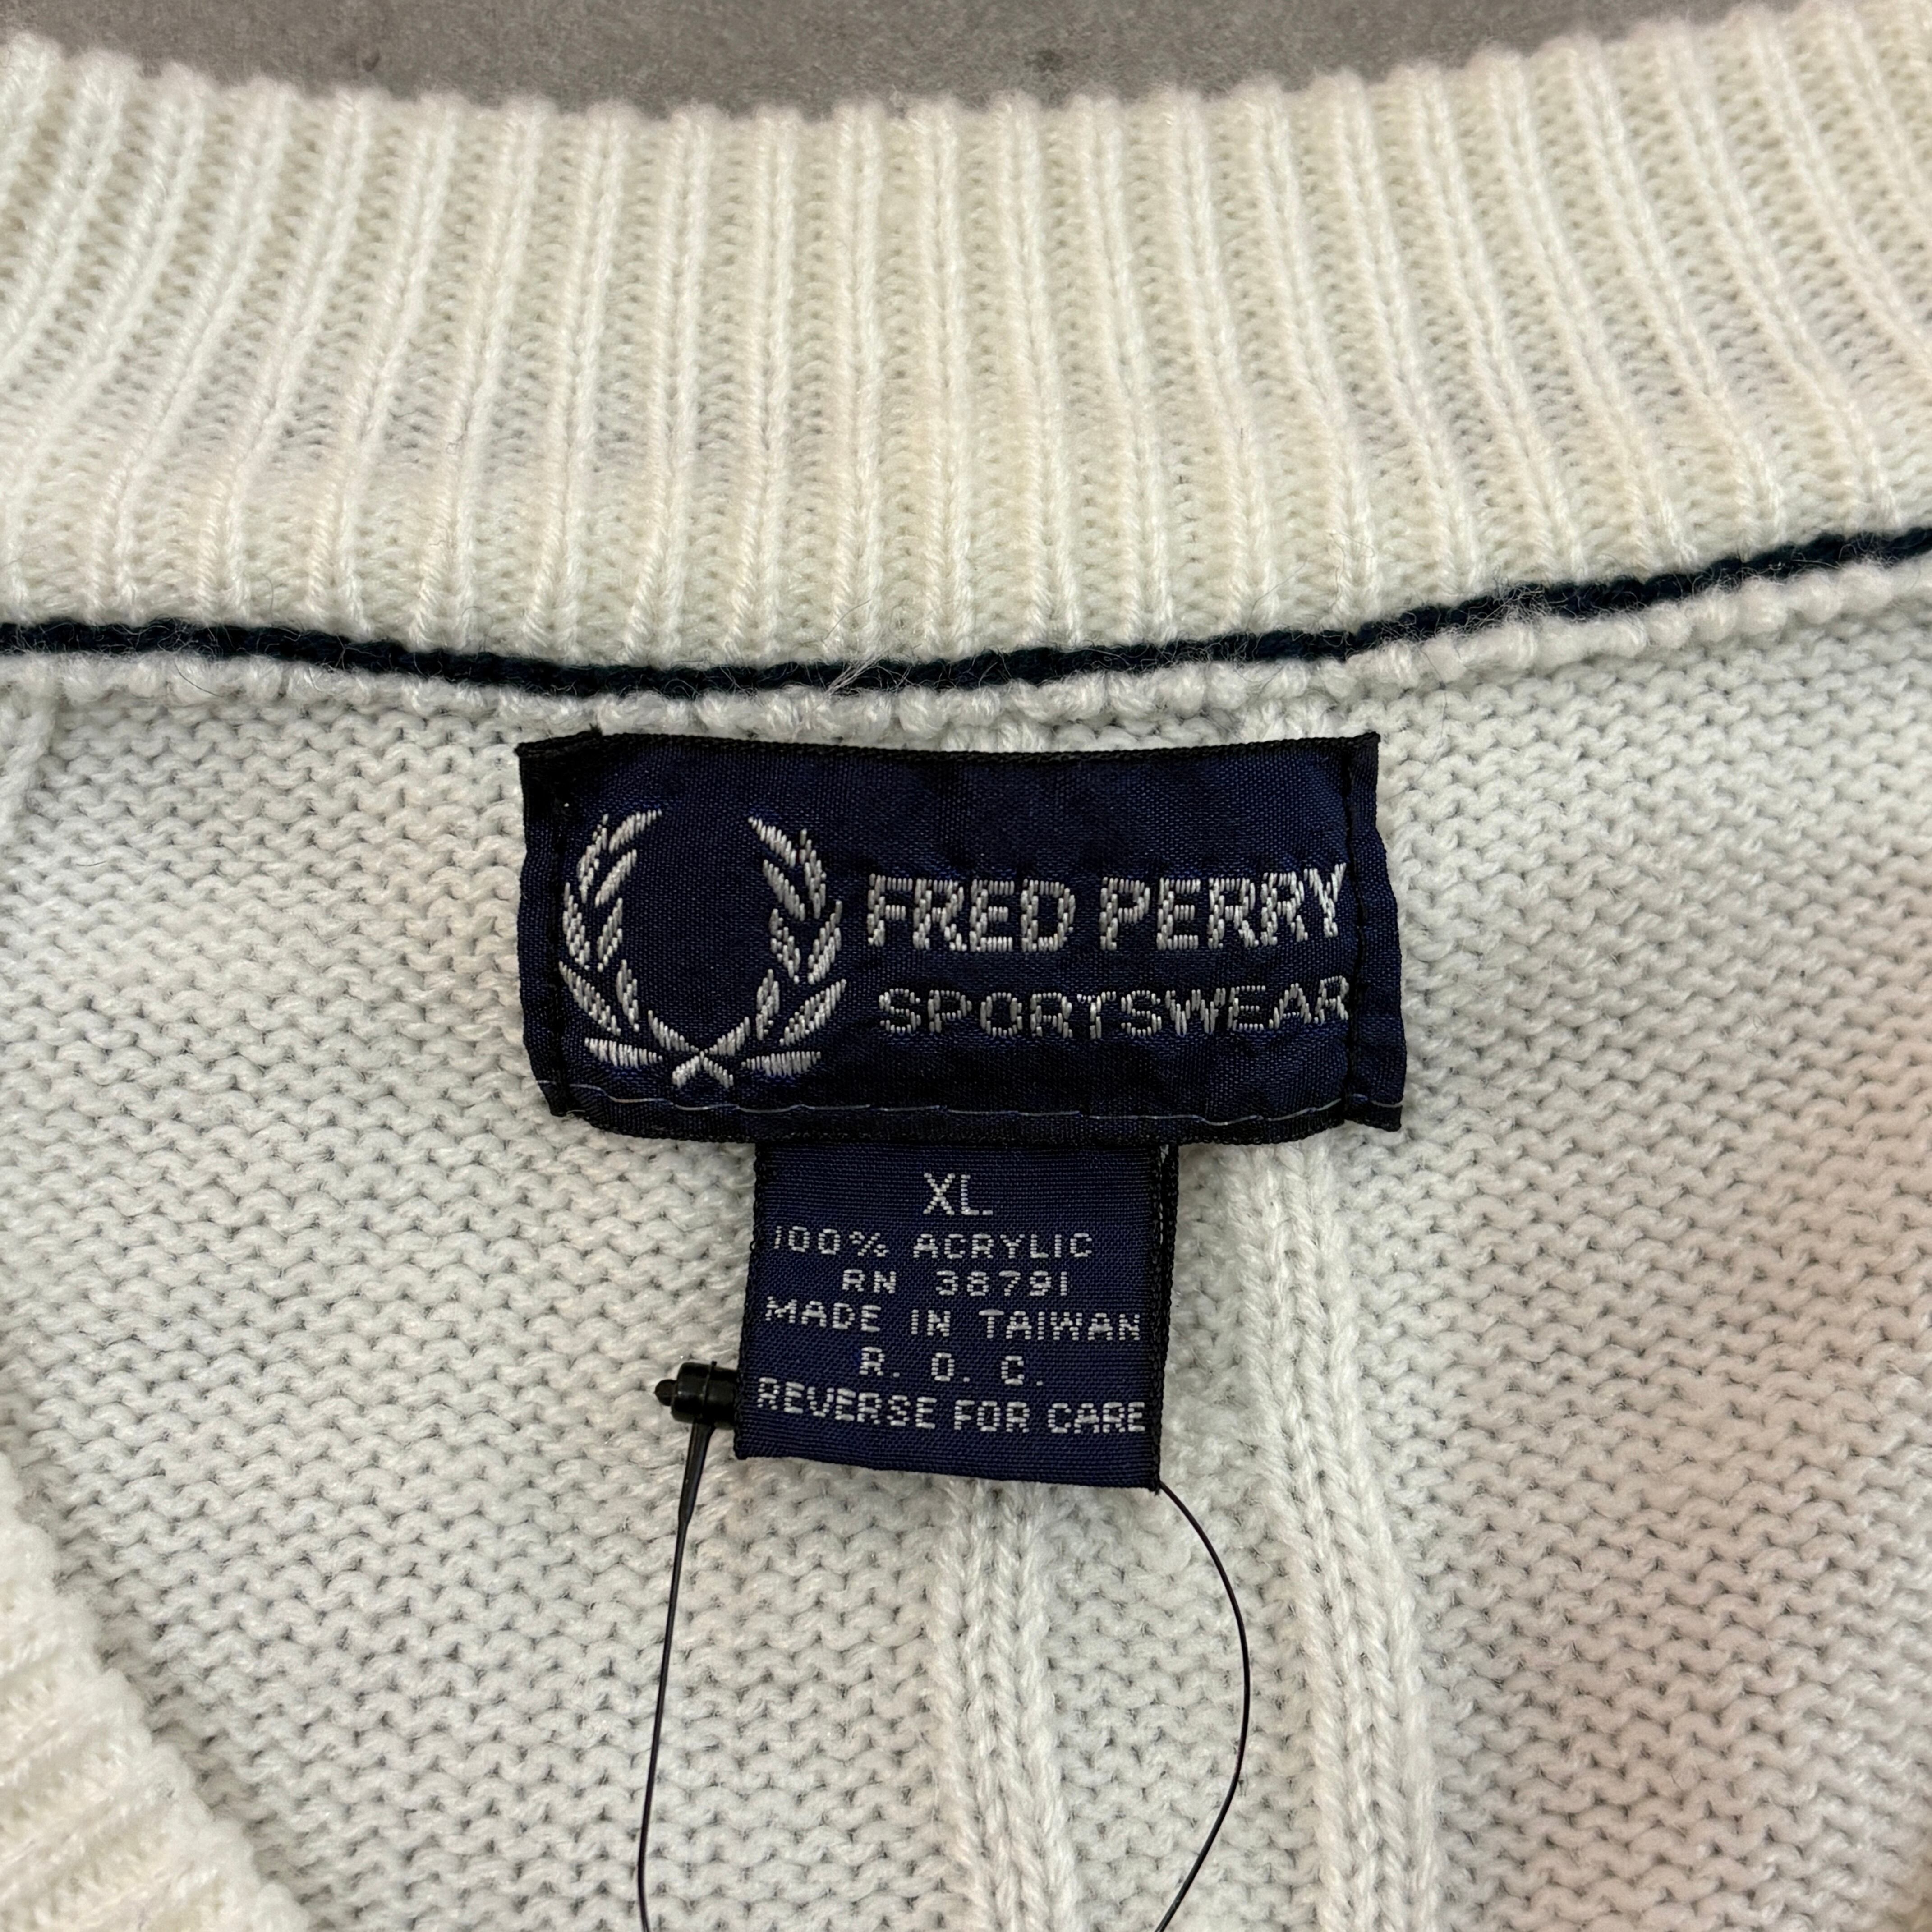 FRED PERRY
SPORTSWEAR
XL
100% ACRYLIC
RN 38791
MADE IN TAIWAN
R. O. C.
REVERSE FOR CARE